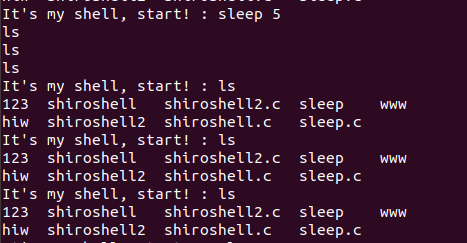 It's my shell, start! : sleep 5
ls
ls
ls
It's my shell, start! : ls
123  shiroshell   shiroshell2.c  sleep    www
hiw  shiroshell2  shiroshell.c   sleep.c
It's my shell, start! : ls
123  shiroshell   shiroshell2.c  sleep    www
hiw  shiroshell2  shiroshell.c   sleep.c
It's my shell, start! : ls
123  shiroshell   shiroshell2.c  sleep    www
hiw  shiroshell2  shiroshell.c   sleep.c